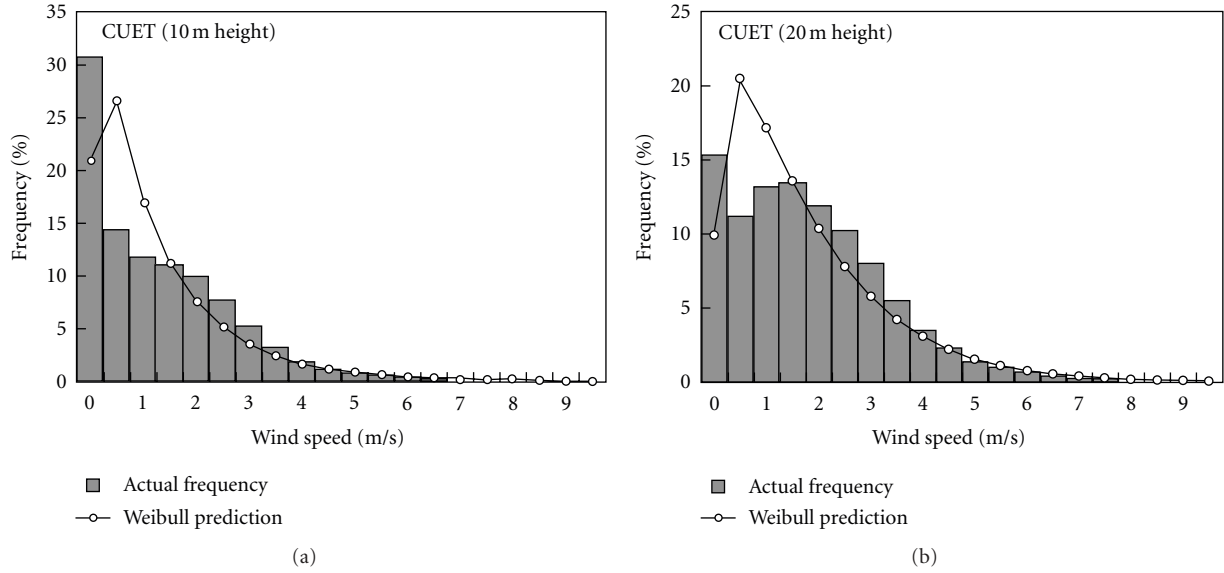 CUET (10 m height)
35
30
25
20
15
10
5
0
Frequency (%)
0 1 2 3 4 5 6 7 8 9
Wind speed (m/s)
Actual frequency
Weibull prediction
(a)
CUET (20 m height)
25
20
15
10
5
0
Frequency (%)
0 1 2 3 4 5 6 7 8 9
Wind speed (m/s)
Actual frequency
Weibull prediction
(b)